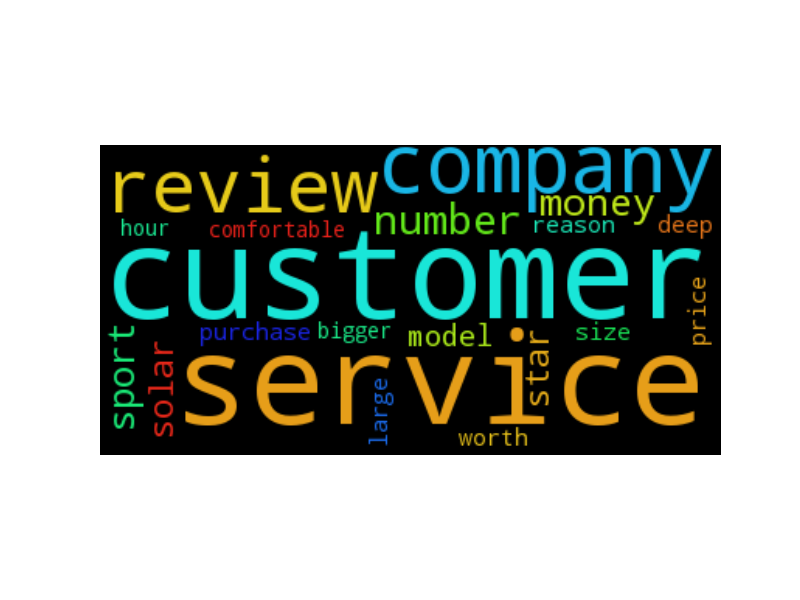 company
review
money
number
hour
comfortable
reason
deep
customer
price
purchase
bigger
model
size
sport
solar
service
star
large
worth